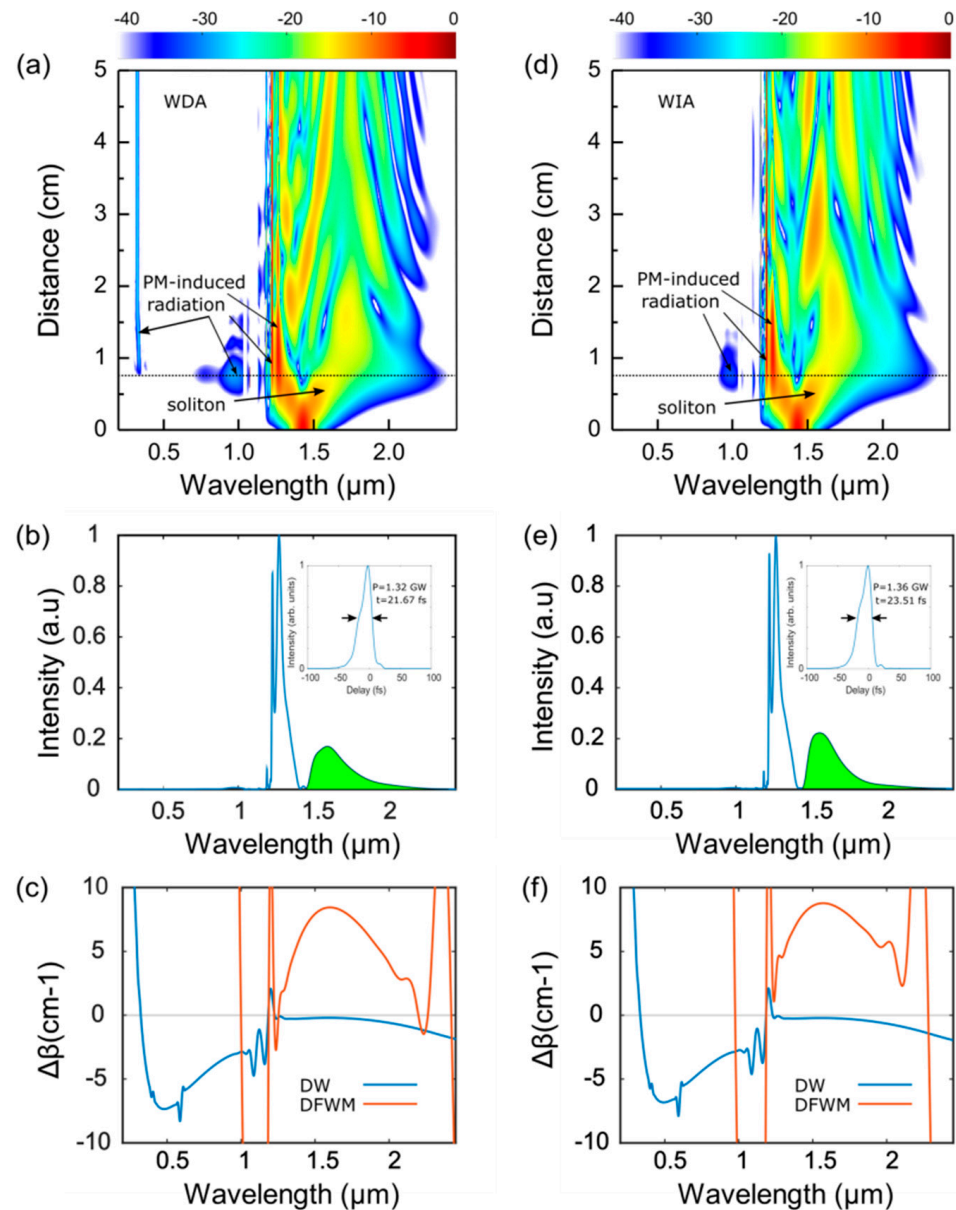 -40 -30 -20 -10 0
(a)
WDA
5
4
3
2
1
0
Distance (cm)
PM-induced
radiation
soliton
0.5 1.0 1.5 2.0
Wavelength (μm)
-40 -30 -20 -10 0
(d)
WIA
5
4
3
2
1
0
Distance (cm)
PM-induced
radiation
soliton
0.5 1.0 1.5 2.0
Wavelength (μm)
(b)
1
0.8
0.6
0.4
0.2
0
Intensity (a.u)
0.5 1 1.5 2
Wavelength (μm)
1
0
Intensity (arb. units)
P=1.32 GW
t=21.67 fs
-100 -50 0 50 100
Delay (fs)
(e)
1
0.8
0.6
0.4
0.2
0
Intensity (a.u)
0.5 1 1.5 2
Wavelength (μm)
1
0
Intensity (arb. units)
P=1.36 GW
t=23.51 fs
-100 -50 0 50 100
Delay (fs)
(c)
10
5
0
-5
-10
Δβ(cm-1)
DW
DFWM
0.5 1 1.5 2
Wavelength (μm)
(f)
10
5
0
-5
-10
Δβ(cm-1)
DW
DFWM
0.5 1 1.5 2
Wavelength (μm)